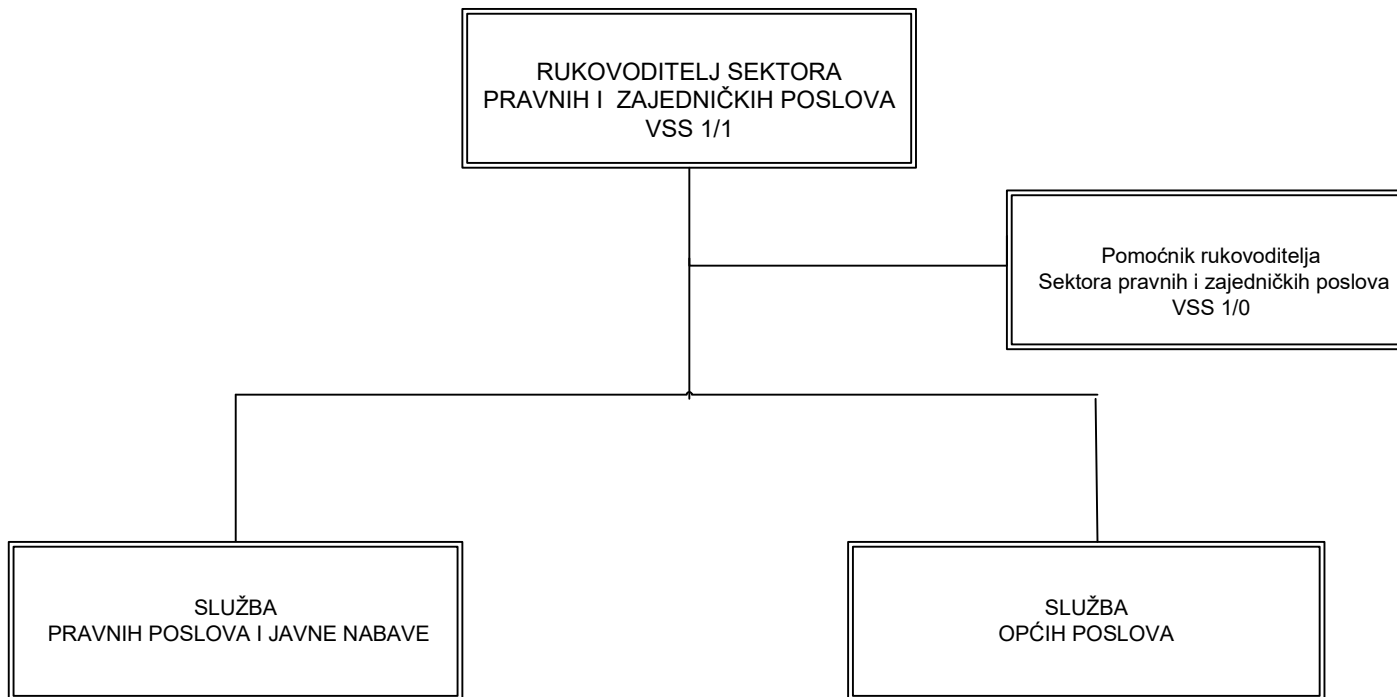 RUKOVODITELJ SEKTORA
PRAVNIH I ZAJEDNIČKIH POSLOVA
VSS 1/1
Pomoćnik rukovoditelja
Sektora pravnih i zajedničkih poslova
VSS 1/0
SLUŽBA
PRAVNIH POSLOVA I JAVNE NABAVE
SLUŽBA
OPĆIH POSLOVA